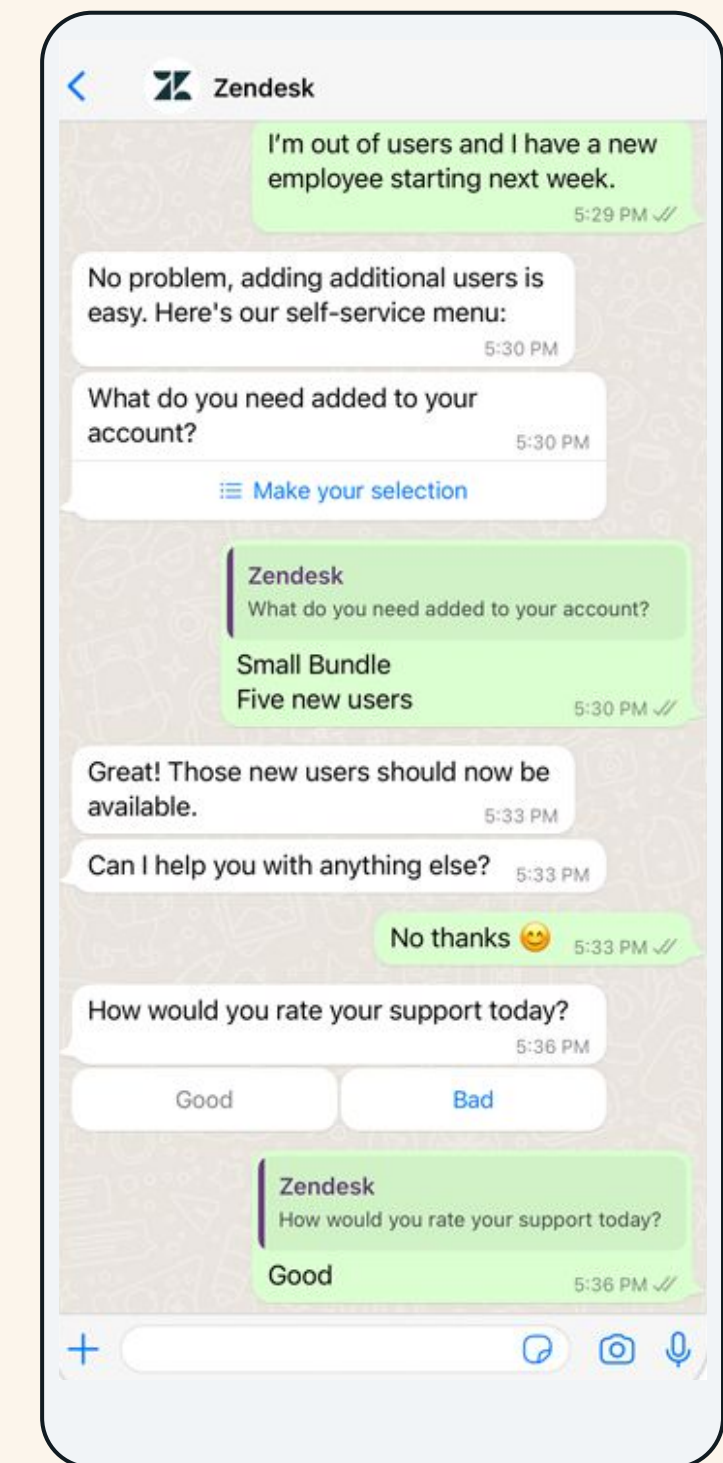 Zendesk
I'm out of users and I have a new
employee starting next week.
5:29 PM
No problem, adding additional users is
easy. Here's our self-service menu:
5:30 PM
What do you need added to your
account?
5:30 PM
Make your selection
Zendesk
What do you need added to your account?
Small Bundle
Five new users
5:30 PM
Great! Those new users should now be
available.
5:33 PM
Can I help you with anything else?
5:33 PM
No thanks 😊
5:33 PM
How would you rate your support today?
5:36 PM
Good
Bad
Zendesk
How would you rate your support today?
Good
5:36 PM